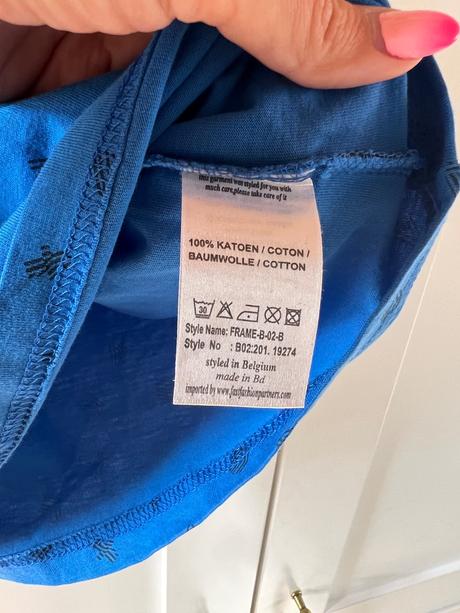 this garment was styled for you with
much care,please take care of it
100% KATOEN / COTON /
BAUMWOLLE / COTTON
30
Style Name: FRAME-B-02-B
Style No : B02:201. 19274
styled in Belgium
made in Bd
imported by www.fastfashionpartners.com